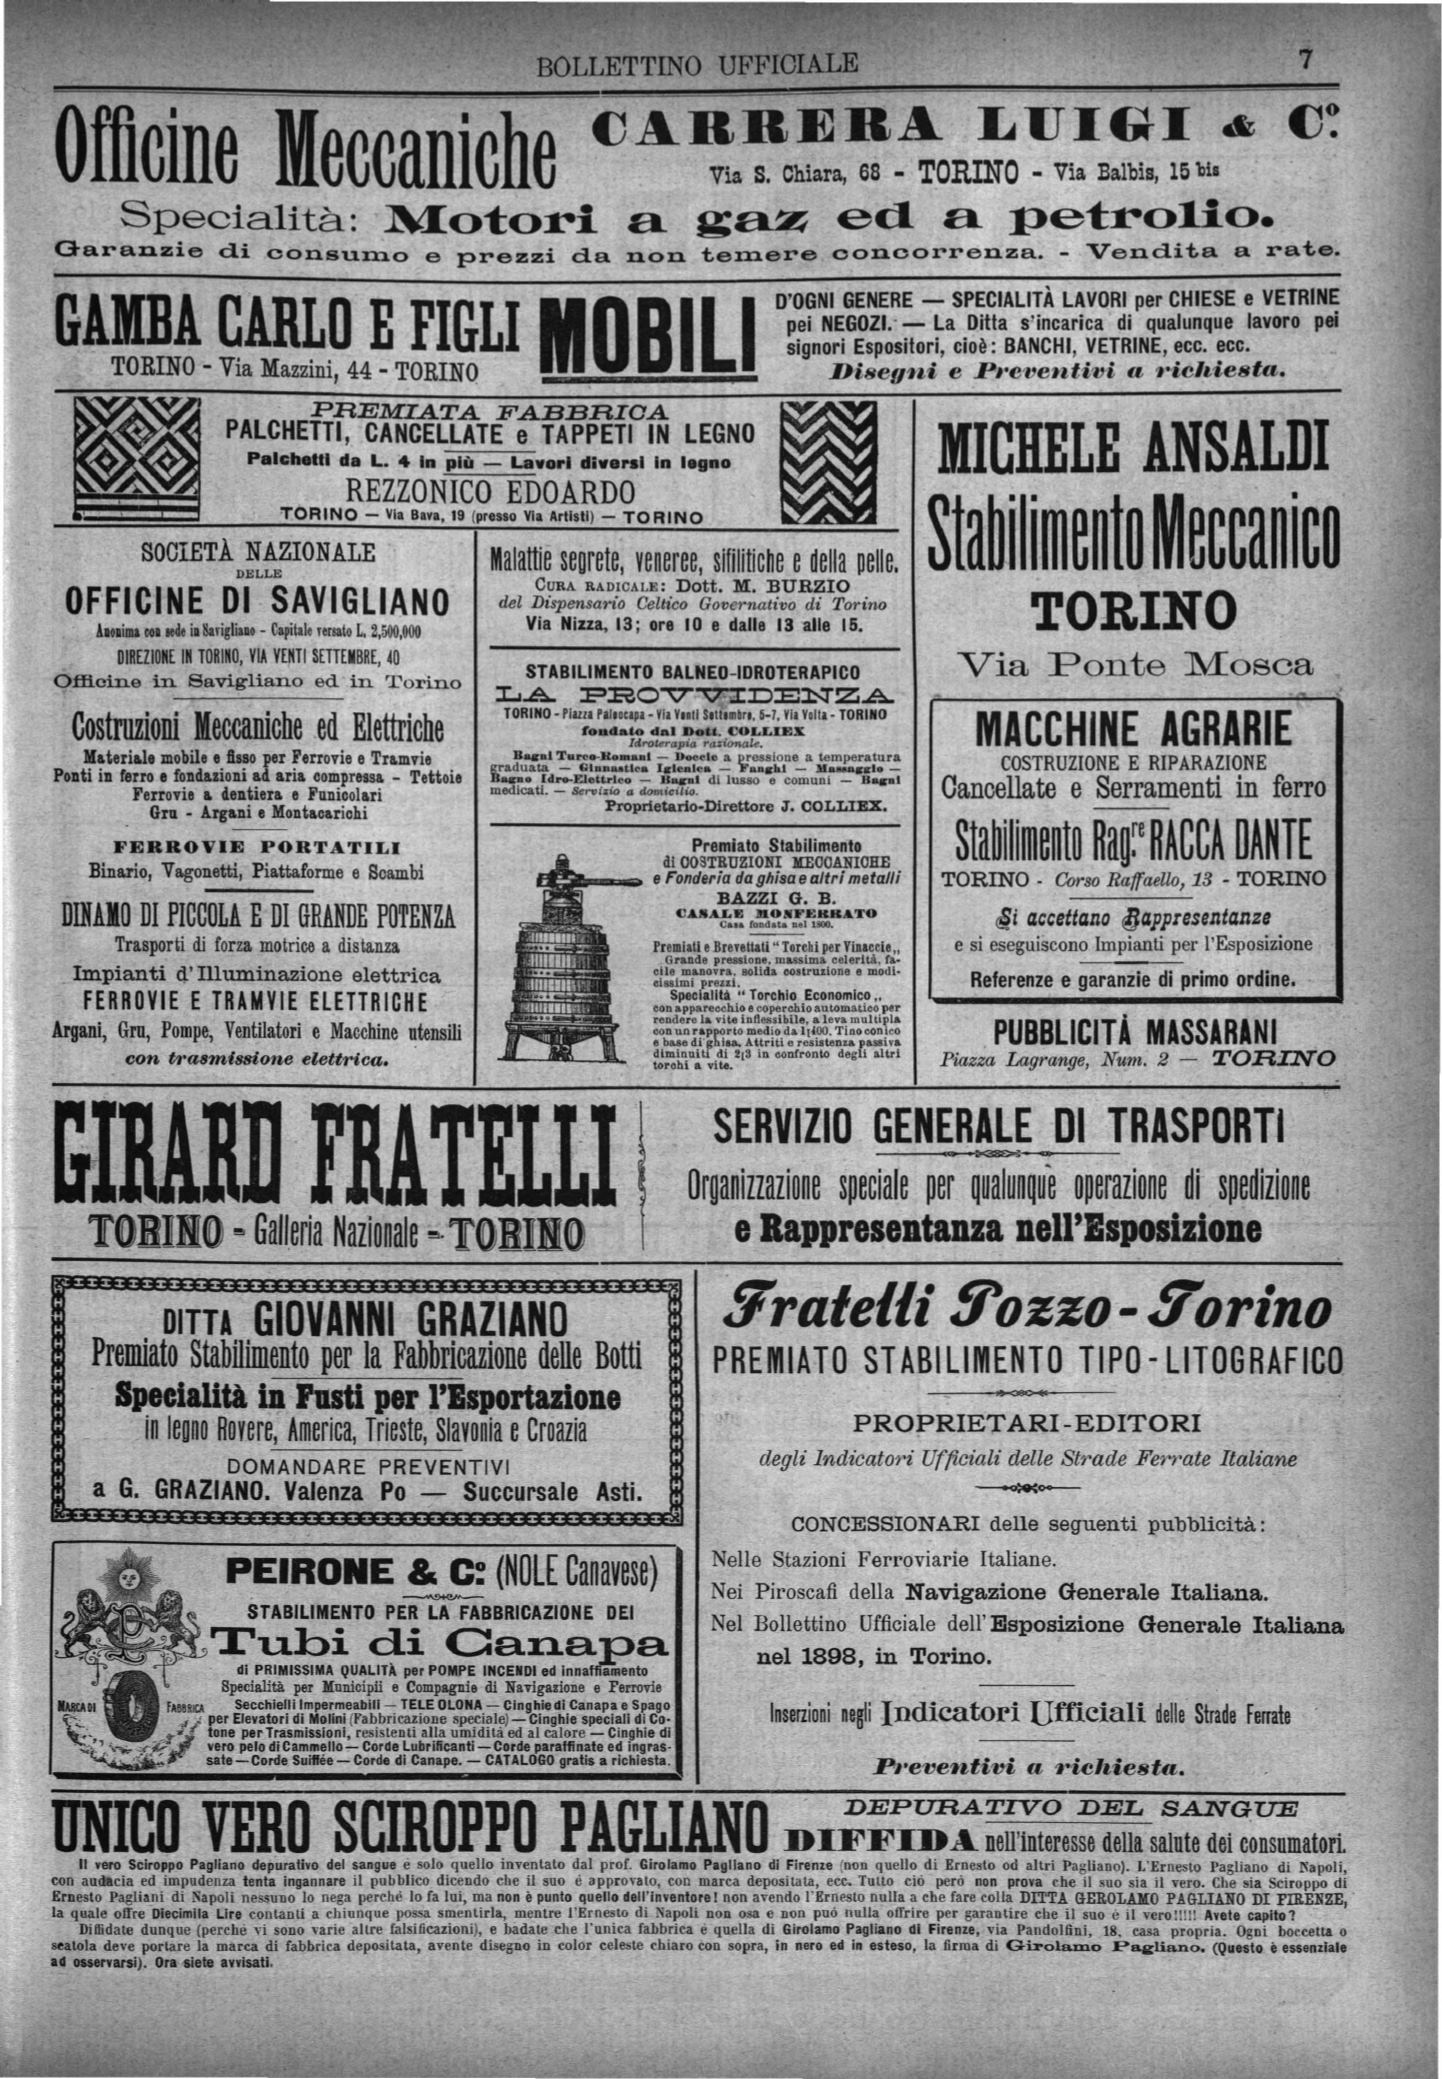 BOLLETTINO UFFICIALE
7
Officine Meccaniche
CARRERA LUIGI & Cº.
Via S. Chiara, 68 - TORINO - Via Balbis, 15 bis
Specialità: Motori a gaz ed a petrolio.
Garanzie di consumo e prezzi da non temere concorrenza. - Vendita a rate.
GAMBA CARLO E FIGLI
TORINO - Via Mazzini, 44 - TORINO
MOBILI
D'OGNI GENERE — SPECIALITÀ LAVORI per CHIESE e VETRINE
pei NEGOZI. — La Ditta s'incarica di qualunque lavoro pei
signori Espositori, cioè: BANCHI, VETRINE, ecc. ecc.
Disegni e Preventivi a richiesta.
PREMIATA FABBRICA
PALCHETTI, CANCELLATE e TAPPETI IN LEGNO
Palchetti da L. 4 in più — Lavori diversi in legno
REZZONICO EDOARDO
TORINO — Via Bava, 19 (presso Via Artisti) — TORINO
SOCIETÀ NAZIONALE
DELLE
OFFICINE DI SAVIGLIANO
Anonima con sede in Savigliano - Capitale versato L. 2,500,000
DIREZIONE IN TORINO, VIA VENTI SETTEMBRE, 40
Officine in Savigliano ed in Torino
Costruzioni Meccaniche ed Elettriche
Materiale mobile e fisso per Ferrovie e Tramvie
Ponti in ferro e fondazioni ad aria compressa - Tettoie
Ferrovie a dentiera e Funicolari
Gru - Argani e Montacarichi
FERROVIE PORTATILI
Binario, Vagonetti, Piattaforme e Scambi
DINAMO DI PICCOLA E DI GRANDE POTENZA
Trasporti di forza motrice a distanza
Impianti d'Illuminazione elettrica
FERROVIE E TRAMVIE ELETTRICHE
Argani, Gru, Pompe, Ventilatori e Macchine utensili
con trasmissione elettrica.
Malattie segrete, veneree, sifilitiche e della pelle.
CURA RADICALE: Dott. M. BURZIO
del Dispensario Celtico Governativo di Torino
Via Nizza, 13; ore 10 e dalle 13 alle 15.
STABILIMENTO BALNEO-IDROTERAPICO
LA PROVVIDENZA
TORINO - Piazza Paleocapa - Via Venti Settembre, 5-7, Via Volta - TORINO
fondato dal Dott. COLLIEX
Idroterapia razionale.
Bagni Turco-Romani — Doccie a pressione a temperatura
graduata — Ginnastica Igienica — Fanghi — Massaggio —
Bagno Idro-Elettrico — Bagni di lusso e comuni — Bagni
medicati. — Servizio a domicilio.
Proprietario-Direttore J. COLLIEX.
Premiato Stabilimento
di COSTRUZIONI MECCANICHE
e Fonderia da ghisa e altri metalli
BAZZI G. B.
CASALE MONFERRATO
Casa fondata nel 1800.
Premiati e Brevettati "Torchi per Vinaccie„
Grande pressione, massima celerità, fa-
cile manovra, solida costruzione e modi-
cissimi prezzi.
Specialità "Torchio Economico„
con apparecchio e coperchio automatico per
rendere la vite inflessibile, a leva multipla
con un rapporto medio da 1|400. Tino conico
e base di ghisa. Attriti e resistenza passiva
diminuiti di 2|3 in confronto degli altri
torchi a vite.
MICHELE ANSALDI
Stabilimento Meccanico
TORINO
Via Ponte Mosca
MACCHINE AGRARIE
COSTRUZIONE E RIPARAZIONE
Cancellate e Serramenti in ferro
Stabilimento Rag.re RACCA DANTE
TORINO - Corso Raffaello, 13 - TORINO
Si accettano Rappresentanze
e si eseguiscono Impianti per l'Esposizione
Referenze e garanzie di primo ordine.
PUBBLICITÀ MASSARANI
Piazza Lagrange, Num. 2 — TORINO
GIRARD FRATELLI
TORINO - Galleria Nazionale - TORINO
SERVIZIO GENERALE DI TRASPORTI
Organizzazione speciale per qualunque operazione di spedizione
e Rappresentanza nell'Esposizione
DITTA GIOVANNI GRAZIANO
Premiato Stabilimento per la Fabbricazione delle Botti
Specialità in Fusti per l'Esportazione
in legno Rovere, America, Trieste, Slavonia e Croazia
DOMANDARE PREVENTIVI
a G. GRAZIANO. Valenza Po — Succursale Asti.
PEIRONE & Cº. (NOLE Canavese)
STABILIMENTO PER LA FABBRICAZIONE DEI
Tubi di Canapa
di PRIMISSIMA QUALITÀ per POMPE INCENDI ed innaffiamento
Specialità per Municipii e Compagnie di Navigazione e Ferrovie
Secchielli Impermeabili — TELE OLONA — Cinghie di Canapa e Spago
per Elevatori di Molini (Fabbricazione speciale) — Cinghie speciali di Co-
tone per Trasmissioni, resistenti alla umidità ed al calore — Cinghie di
vero pelo di Cammello — Corde Lubrificanti — Corde paraffinate ed ingras-
sate — Corde Suiffée — Corde di Canape. — CATALOGO gratis a richiesta.
MARCA DI FABBRICA
Fratelli Pozzo - Torino
PREMIATO STABILIMENTO TIPO-LITOGRAFICO
PROPRIETARI-EDITORI
degli Indicatori Ufficiali delle Strade Ferrate Italiane
CONCESSIONARI delle seguenti pubblicità:
Nelle Stazioni Ferroviarie Italiane.
Nei Piroscafi della Navigazione Generale Italiana.
Nel Bollettino Ufficiale dell'Esposizione Generale Italiana
nel 1898, in Torino.
Inserzioni negli Indicatori Ufficiali delle Strade Ferrate
Preventivi a richiesta.
UNICO VERO SCIROPPO PAGLIANO
DEPURATIVO DEL SANGUE
DIFFIDA nell'interesse della salute dei consumatori.
Il vero Sciroppo Pagliano depurativo del sangue è solo quello inventato dal prof. Girolamo Pagliano di Firenze (non quello di Ernesto od altri Pagliano). L'Ernesto Pagliano di Napoli,
con audacia ed impudenza tenta ingannare il pubblico dicendo che il suo é approvato, con marca depositata, ecc. Tutto ciò però non prova che il suo sia il vero. Che sia Sciroppo di
Ernesto Pagliani di Napoli nessuno lo nega perché lo fa lui, ma non è punto quello dell'inventore! non avendo l'Ernesto nulla a che fare colla DITTA GEROLAMO PAGLIANO DI FIRENZE,
la quale offre Diecimila Lire contanti a chiunque possa smentirla, mentre l'Ernesto di Napoli non osa e non può nulla offrire per garantire che il suo è il vero!!!!! Avete capito?
Diffidate dunque (perchè vi sono varie altre falsificazioni), e badate che l'unica fabbrica é quella di Girolamo Pagliano di Firenze, via Pandolfini, 18, casa propria. Ogni boccetta o
scatola deve portare la marca di fabbrica depositata, avente disegno in color celeste chiaro con sopra, in nero ed in esteso, la firma di Girolamo Pagliano. (Questo è essenziale
ad osservarsi). Ora siete avvisati.